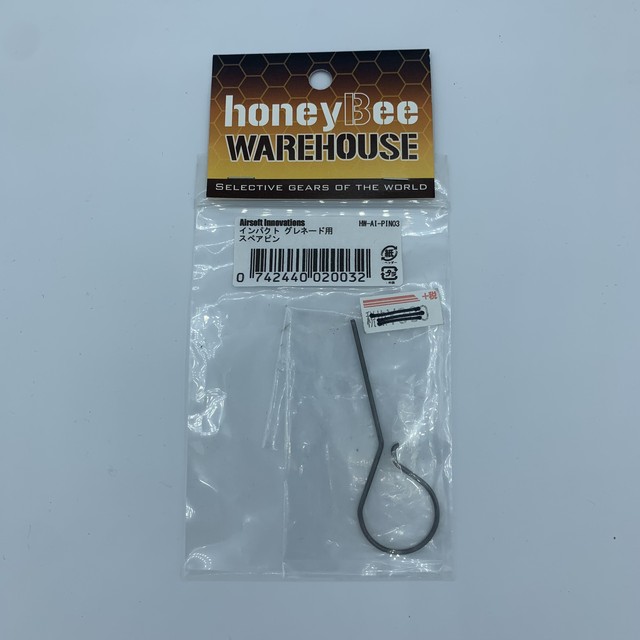 honeyBee
WAREHOUSE
SELECTIVE GEARS OF THE WORLD
Airsoft Innovations HW-AI-PIN03
インパクト グレネード用
スペアピン
0 742440 020032